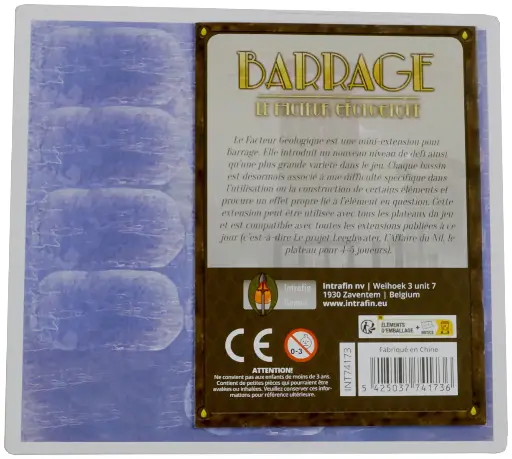 BARRAGE
LE FACTEUR GÉOLOGIQUE
Le Facteur Géologique est une mini-extension pour
Barrage. Elle introduit un nouveau niveau de défi ainsi
qu'une plus grande variété dans le jeu. Chaque bassin
est désormais associé à une difficulté spécifique dans
l'utilisation ou la construction de certains éléments et
procure un effet propre lié à l'élément en question. Cette
extension peut être utilisée avec tous les plateaux du jeu
et est compatible avec toutes les extensions publiées à ce
jour (c'est-à-dire Le projet Leeghwater, L'Affaire du Nil, le
plateau pour 4-5 joueurs).
Intrafin
Games
Intrafin nv | Weihoek 3 unit 7
1930 Zaventem | Belgium
www.intrafin.eu
ÉLÉMENTS
D'EMBALLAGE
CE
0-3
ATTENTION!
Ne convient pas aux enfants de moins de 3 ans.
Contient de petites pièces qui pourraient être
avalées ou inhalées. Veuillez conserver ces infor-
mations pour référence ultérieure.
INT74173
Fabriqué en Chine
5 425037 741736